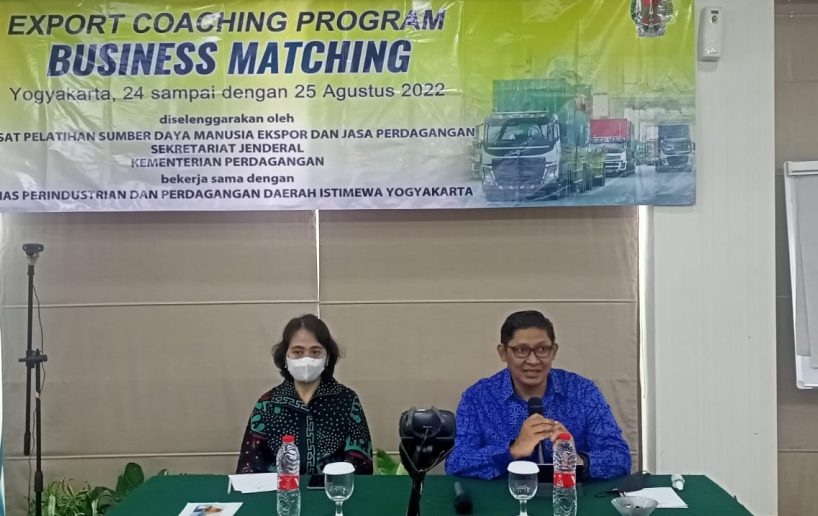 EXPORT COACHING PROGRAM
BUSINESS MATCHING
Yogyakarta, 24 sampai dengan 25 Agustus 2022
diselenggarakan oleh
SAT PELATIHAN SUMBER DAYA MANUSIA EKSPOR DAN JASA PERDAGANGAN
SEKRETARIAT JENDERAL
KEMENTERIAN PERDAGANGAN
bekerja sama dengan
NAS PERINDUSTRIAN DAN PERDAGANGAN DAERAH ISTIMEWA YOGYAKARTA